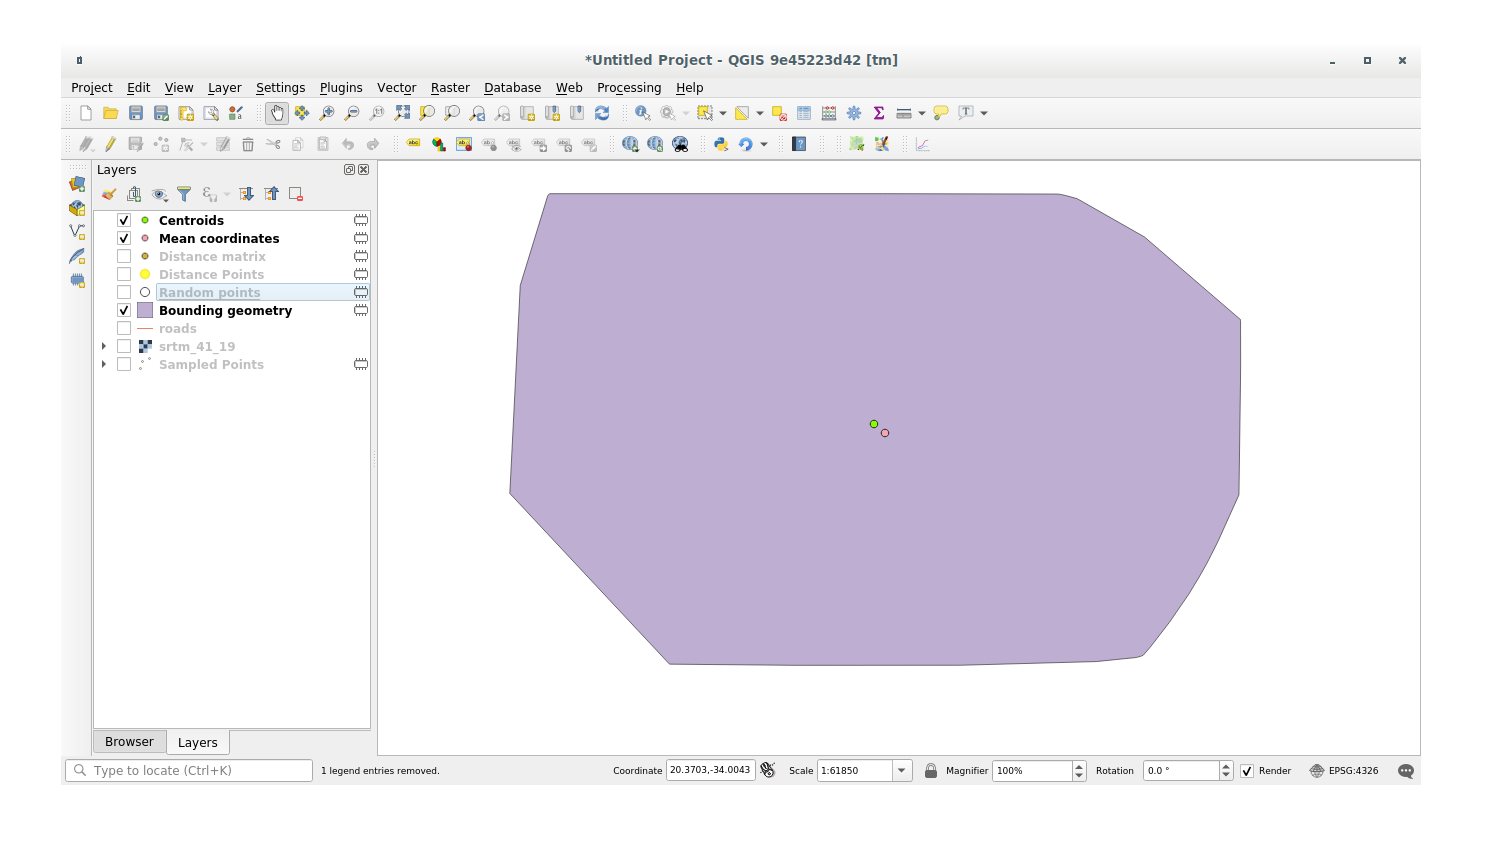 *Untitled Project - QGIS 9e45223d42 [tm]
Project Edit View Layer Settings Plugins Vector Raster Database Web Processing Help
Layers
Centroids
Mean coordinates
Distance matrix
Distance Points
Random points
Bounding geometry
roads
srtm_41_19
Sampled Points
Browser Layers
Type to locate (Ctrl+K) 1 legend entries removed. Coordinate 20.3703,-34.0043 Scale 1:61850 Magnifier 100% Rotation 0.0 ° Render EPSG:4326